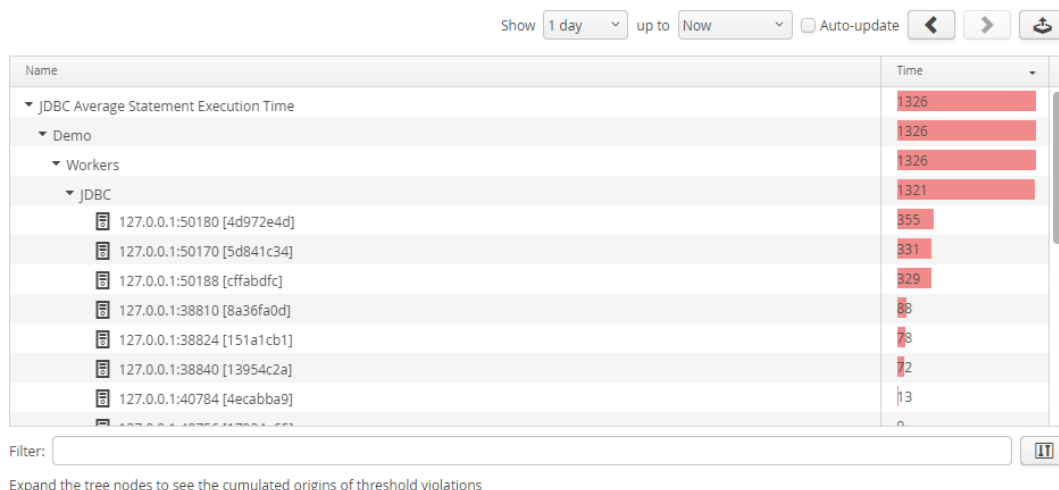 Show 1 day up to Now Auto-update
Name Time
JDBC Average Statement Execution Time 1326
Demo 1326
Workers 1326
JDBC 1321
127.0.0.1:50180 [4d972e4d] 355
127.0.0.1:50170 [5d841c34] 331
127.0.0.1:50188 [cffabdfc] 329
127.0.0.1:38810 [8a36fa0d] 88
127.0.0.1:38824 [151a1cb1] 78
127.0.0.1:38840 [13954c2a] 72
127.0.0.1:40784 [4ecabba9] 13
Filter:
Expand the tree nodes to see the cumulated origins of threshold violations